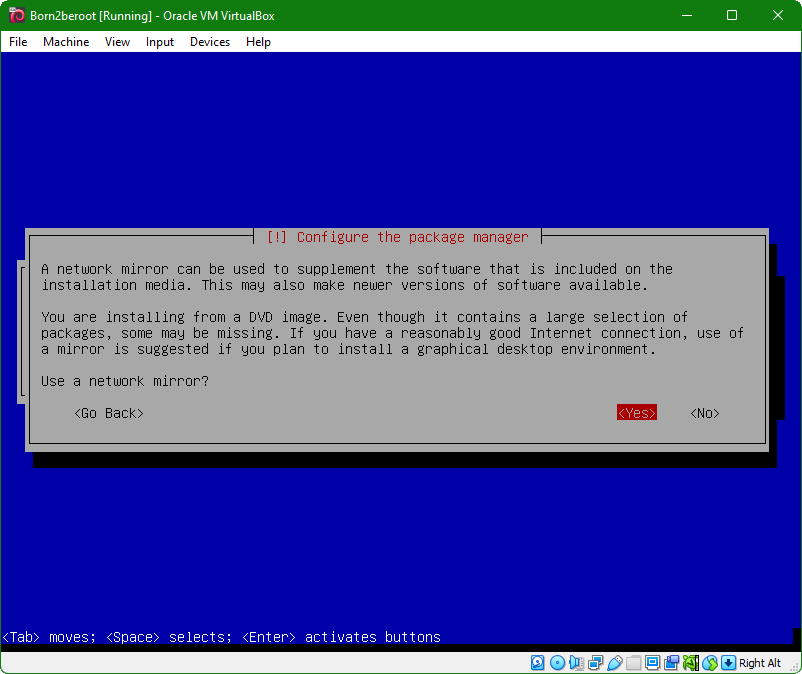 Born2beroot [Running] - Oracle VM VirtualBox
File Machine View Input Devices Help
[!] Configure the package manager
A network mirror can be used to supplement the software that is included on the
installation media. This may also make newer versions of software available.
You are installing from a DVD image. Even though it contains a large selection of
packages, some may be missing. If you have a reasonably good Internet connection, use of
a mirror is suggested if you plan to install a graphical desktop environment.
Use a network mirror?
<Go Back> <Yes> <No>
<Tab> moves; <Space> selects; <Enter> activates buttons
Right Alt